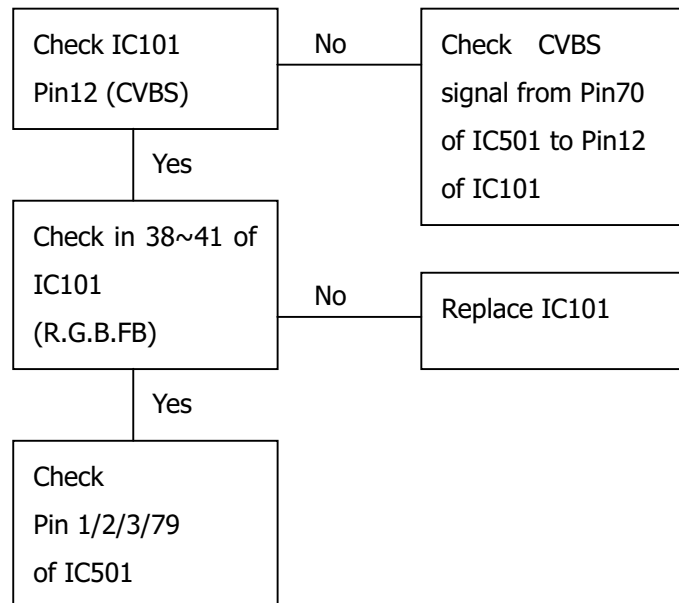 Check IC101
Pin12 (CVBS)
No
Check CVBS
signal from Pin70
of IC501 to Pin12
of IC101
Yes
Check in 38~41 of
IC101
(R.G.B.FB)
No
Replace IC101
Yes
Check
Pin 1/2/3/79
of IC501